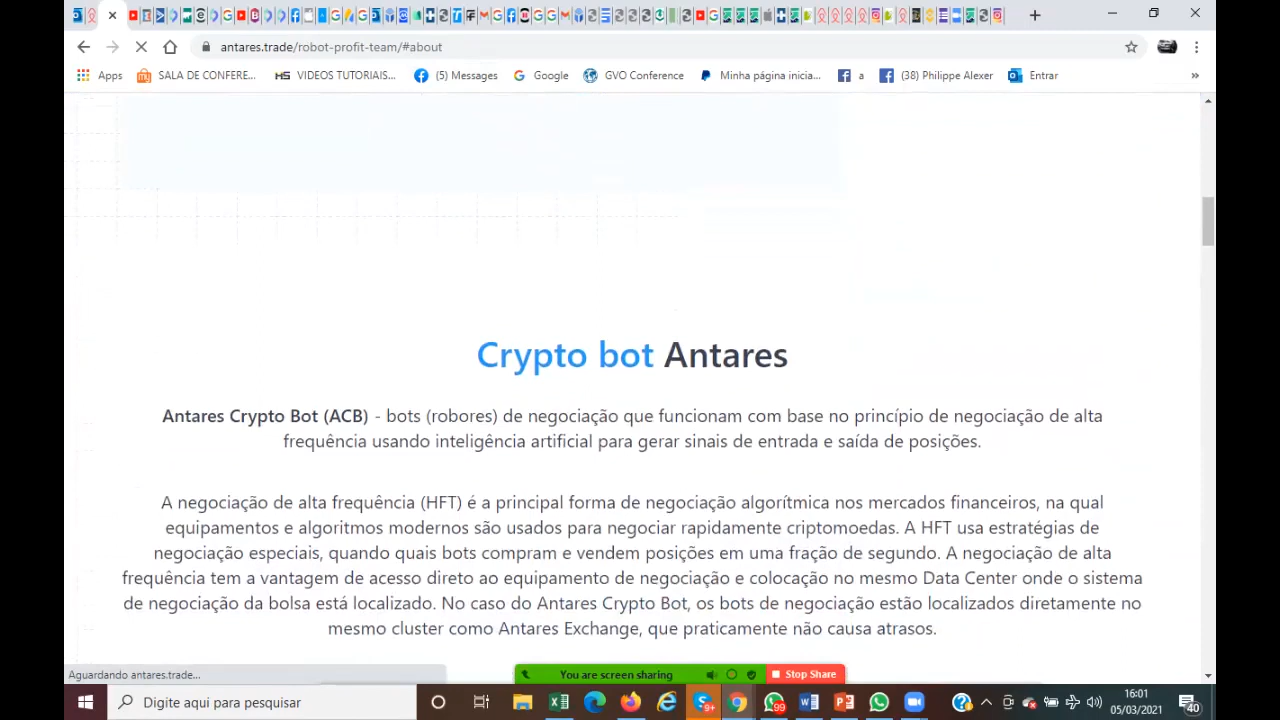 antares.trade/robot-profit-team/#about
Apps SALA DE CONFERE... VIDEOS TUTORIAIS... (5) Messages Google GVO Conference Minha página inicia... a (38) Philippe Alexer Entrar »
Crypto bot Antares
Antares Crypto Bot (ACB) - bots (robores) de negociação que funcionam com base no princípio de negociação de alta
frequência usando inteligência artificial para gerar sinais de entrada e saída de posições.
A negociação de alta frequência (HFT) é a principal forma de negociação algorítmica nos mercados financeiros, na qual
equipamentos e algoritmos modernos são usados para negociar rapidamente criptomoedas. A HFT usa estratégias de
negociação especiais, quando quais bots compram e vendem posições em uma fração de segundo. A negociação de alta
frequência tem a vantagem de acesso direto ao equipamento de negociação e colocação no mesmo Data Center onde o sistema
de negociação da bolsa está localizado. No caso do Antares Crypto Bot, os bots de negociação estão localizados diretamente no
mesmo cluster como Antares Exchange, que praticamente não causa atrasos.
Aguardando antares.trade...
You are screen sharing Stop Share
Digite aqui para pesquisar
16:01
05/03/2021
40